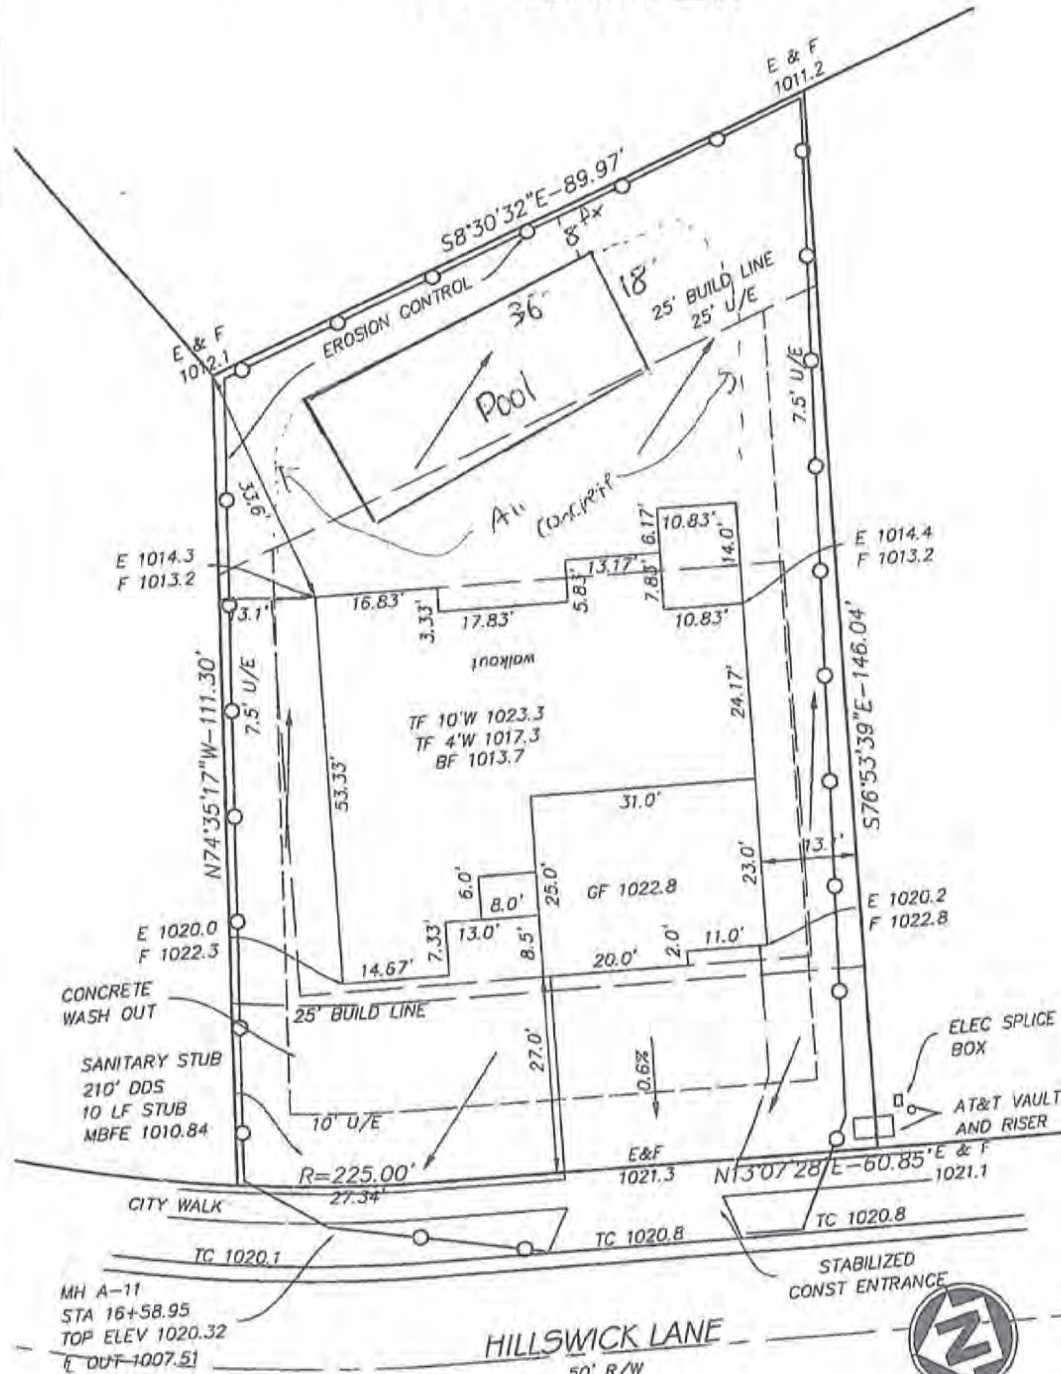 E & F
1011.2
S8°30'32"E-89.97'
8'
18'
36'
25' BUILD LINE
25' U/E
EROSION CONTROL
E & F
1012.1
Pool
7.5' U/E
33.6'
All
concrete
6.17'
10.83'
14.0'
E 1014.3
F 1013.2
E 1014.4
F 1013.2
13.17'
5.83'
7.83'
13.1'
16.83'
3.33'
17.83'
10.83'
walkout
N74°35'17"W-111.30'
7.5' U/E
TF 10'W 1023.3
TF 4'W 1017.3
BF 1013.7
24.17'
S76°53'39"E-146.04'
53.33'
31.0'
13.1'
23.0'
6.0'
8.0'
25.0'
GF 1022.8
E 1020.2
F 1022.8
E 1020.0
F 1022.3
7.33'
13.0'
8.5'
2.0'
11.0'
14.67'
20.0'
CONCRETE
WASH OUT
25' BUILD LINE
27.0'
0.6%
ELEC SPLICE
BOX
SANITARY STUB
210' DDS
10 LF STUB
MBFE 1010.84
10' U/E
AT&T VAULT
AND RISER
E&F
1021.3
R=225.00'
27.34'
N13°07'28"E-60.85'
E & F
1021.1
CITY WALK
TC 1020.1
TC 1020.8
TC 1020.8
STABILIZED
CONST ENTRANCE
MH A-11
STA 16+58.95
TOP ELEV 1020.32
℄ OUT-1007.51
HILLSWICK LANE
50' R/W
N